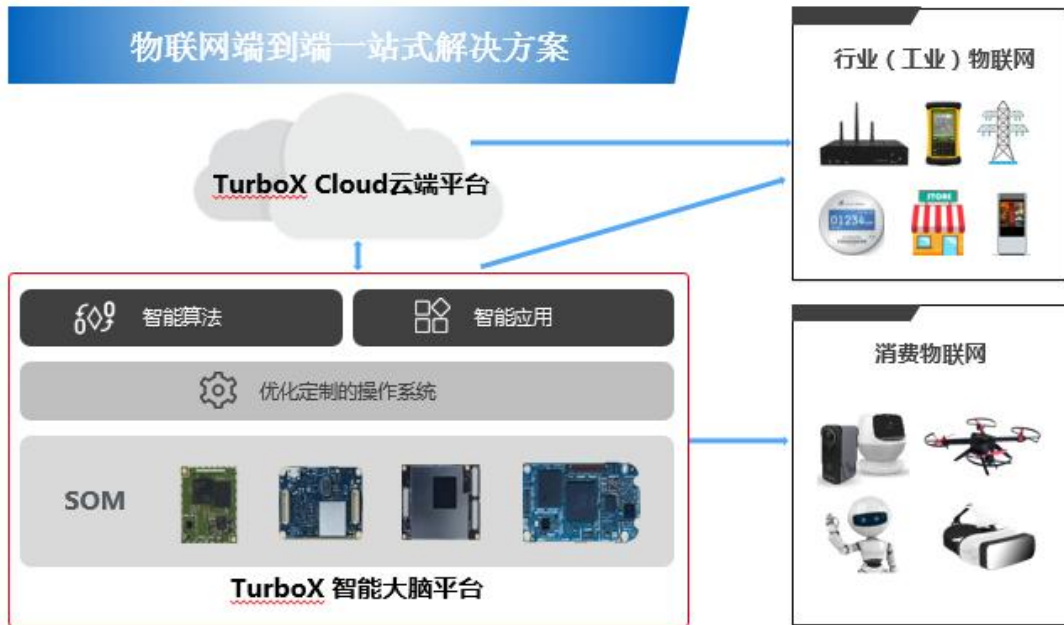 物联网端到端一站式解决方案
TurboX Cloud云端平台
智能算法
智能应用
优化定制的操作系统
SOM
TurboX 智能大脑平台
行业（工业）物联网
STORE
01234
消费物联网